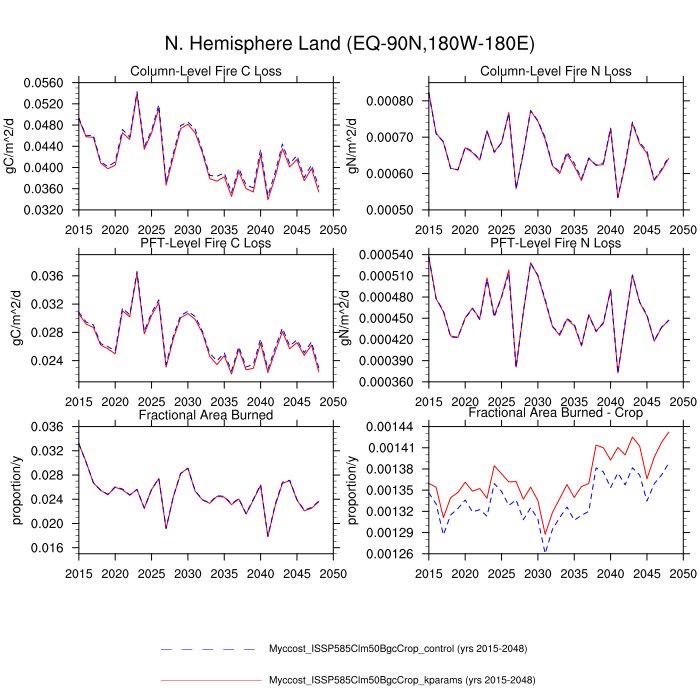 N. Hemisphere Land (EQ-90N,180W-180E)
Column-Level Fire C Loss
gC/m^2/d
0.0560
0.0520
0.0480
0.0440
0.0400
0.0360
0.0320
2015 2020 2025 2030 2035 2040 2045 2050
Column-Level Fire N Loss
gN/m^2/d
0.00080
0.00070
0.00060
0.00050
2015 2020 2025 2030 2035 2040 2045 2050
PFT-Level Fire C Loss
gC/m^2/d
0.036
0.032
0.028
0.024
2015 2020 2025 2030 2035 2040 2045 2050
PFT-Level Fire N Loss
gN/m^2/d
0.000540
0.000510
0.000480
0.000450
0.000420
0.000390
0.000360
2015 2020 2025 2030 2035 2040 2045 2050
Fractional Area Burned
proportion/y
0.036
0.032
0.028
0.024
0.020
0.016
2015 2020 2025 2030 2035 2040 2045 2050
Fractional Area Burned - Crop
proportion/y
0.00144
0.00141
0.00138
0.00135
0.00132
0.00129
0.00126
2015 2020 2025 2030 2035 2040 2045 2050
Myccost_ISSP585Clm50BgcCrop_control (yrs 2015-2048)
Myccost_ISSP585Clm50BgcCrop_kparams (yrs 2015-2048)